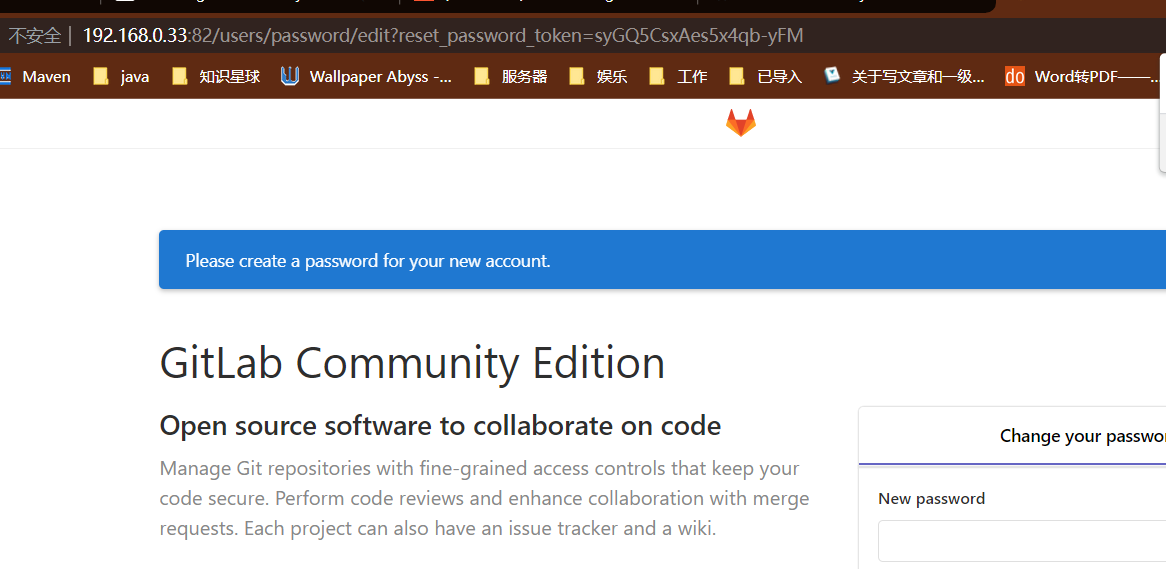 不安全 | 192.168.0.33:82/users/password/edit?reset_password_token=syGQ5CsxAes5x4qb-yFM
Maven java 知识星球 Wallpaper Abyss -... 服务器 娱乐 工作 已导入 关于写文章和一级... do Word转PDF——...
Please create a password for your new account.
GitLab Community Edition
Open source software to collaborate on code
Manage Git repositories with fine-grained access controls that keep your
code secure. Perform code reviews and enhance collaboration with merge
requests. Each project can also have an issue tracker and a wiki.
Change your passwo
New password